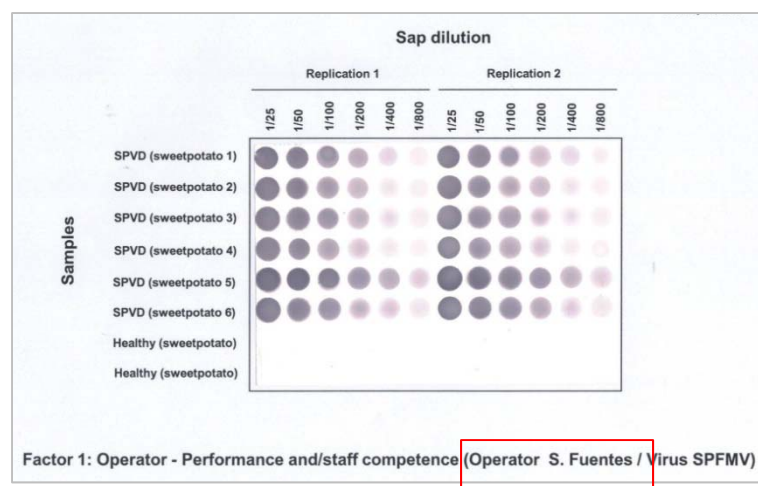 Sap dilution
Replication 1 Replication 2
1/25 1/50 1/100 1/200 1/400 1/800 1/25 1/50 1/100 1/200 1/400 1/800
Samples
SPVD (sweetpotato 1)
SPVD (sweetpotato 2)
SPVD (sweetpotato 3)
SPVD (sweetpotato 4)
SPVD (sweetpotato 5)
SPVD (sweetpotato 6)
Healthy (sweetpotato)
Healthy (sweetpotato)
Factor 1: Operator - Performance and/staff competence (Operator S. Fuentes / Virus SPFMV)